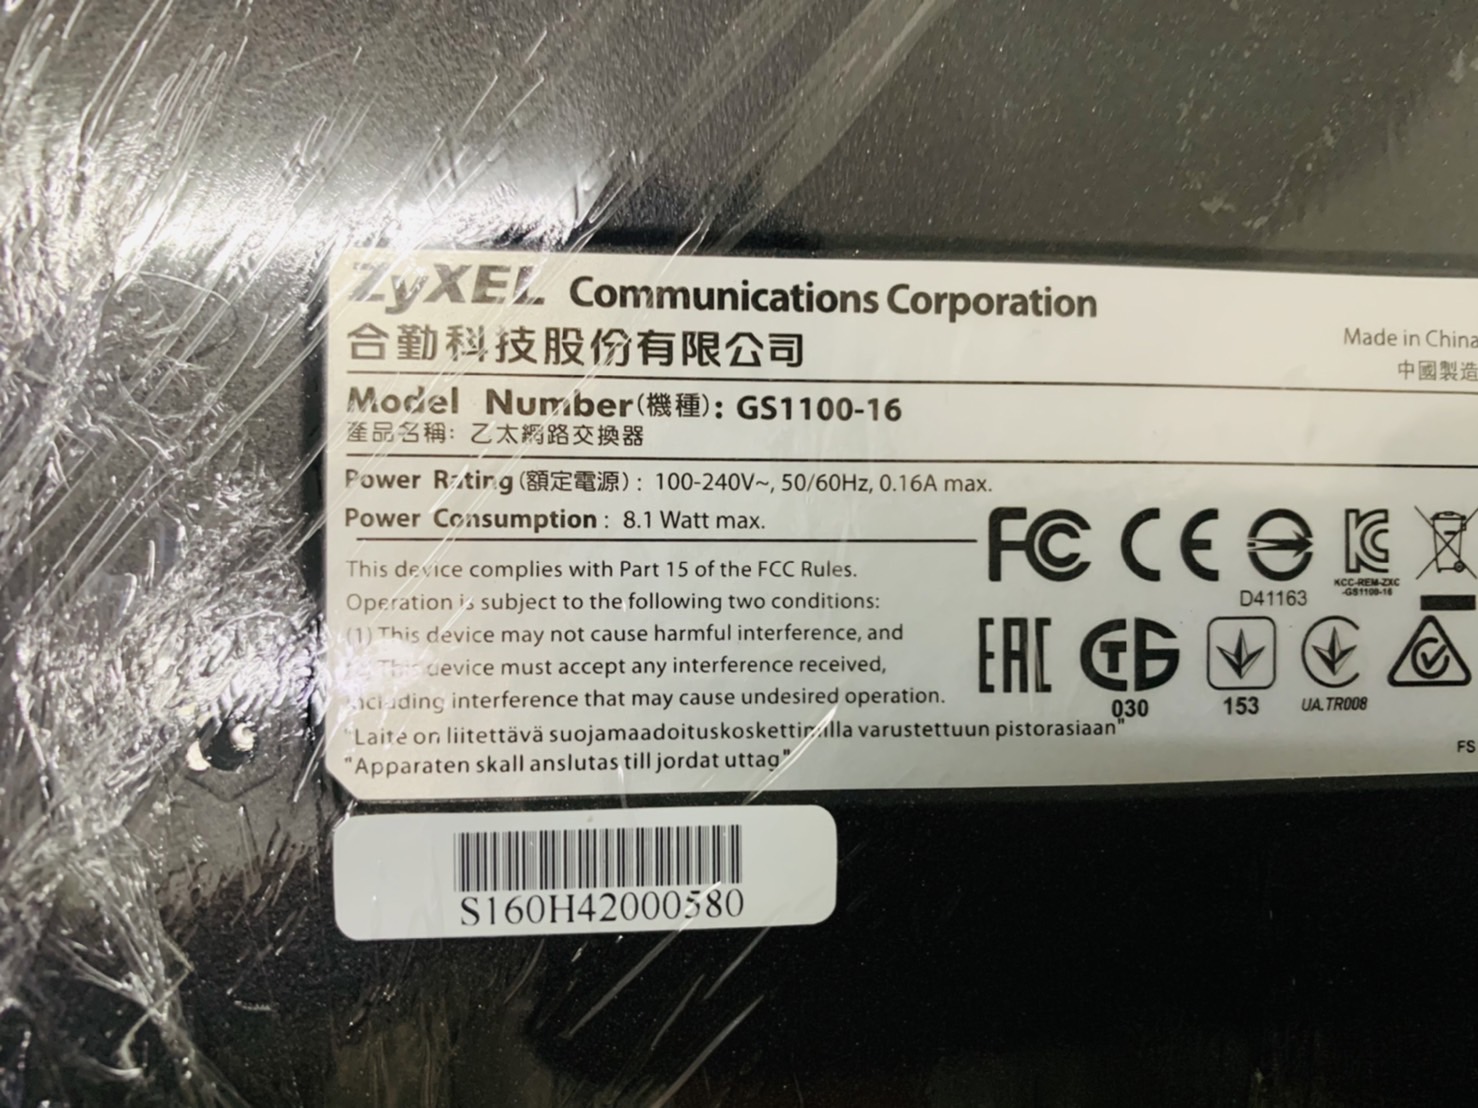 ZyXEL Communications Corporation
合勤科技股份有限公司
Made in China
中國製造
Model Number(機種): GS1100-16
產品名稱: 乙太網路交換器
Power Rating(額定電源): 100-240V~, 50/60Hz, 0.16A max.
Power Consumption: 8.1 Watt max.
This device complies with Part 15 of the FCC Rules.
Operation is subject to the following two conditions:
(1) This device may not cause harmful interference, and
This device must accept any interference received,
including interference that may cause undesired operation.
"Laite on liitettävä suojamaadoituskoskettimilla varustettuun pistorasiaan"
"Apparaten skall anslutas till jordat uttag"
FC CE
KC
KCC-REM-ZXC
-GS1100-16
D41163
EAC
030
153
UA.TR008
FS
S160H42000580